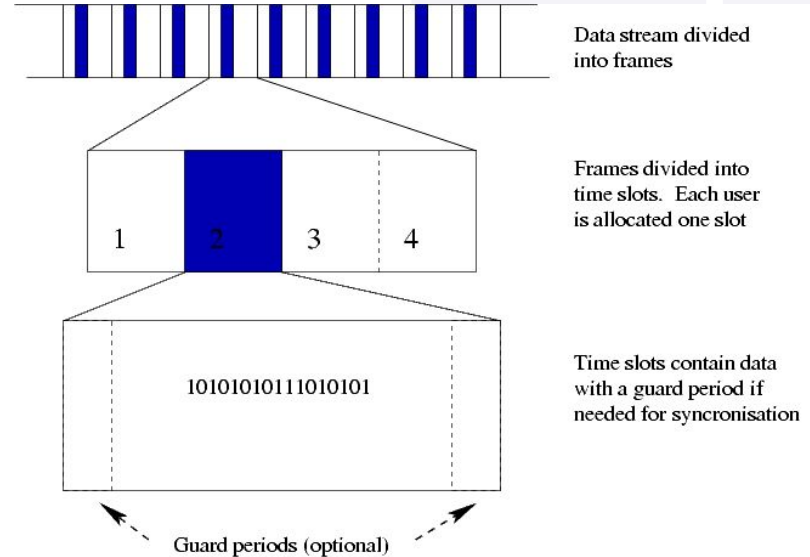 Data stream divided
into frames
Frames divided into
time slots. Each user
is allocated one slot
1 2 3 4
Time slots contain data
with a guard period if
needed for syncronisation
10101010111010101
Guard periods (optional)